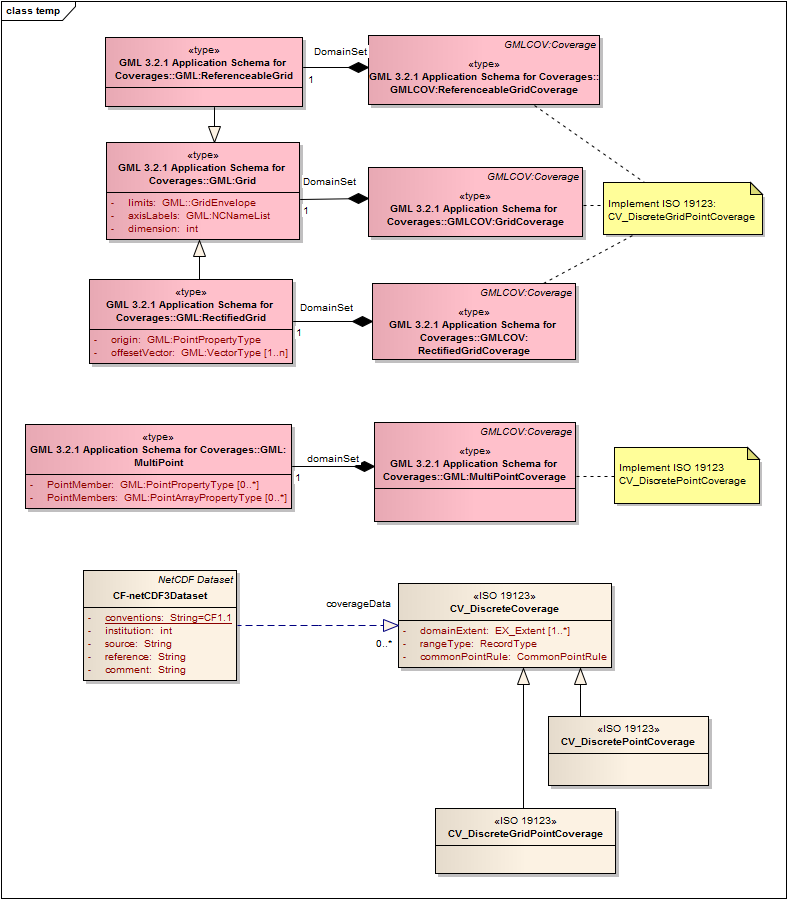 class temp
«type»
GML 3.2.1 Application Schema for
Coverages::GML:ReferenceableGrid
DomainSet
1
GMLCOV:Coverage
«type»
GML 3.2.1 Application Schema for Coverages::
GMLCOV:ReferenceableGridCoverage
«type»
GML 3.2.1 Application Schema for
Coverages::GML:Grid
- limits: GML::GridEnvelope
- axisLabels: GML:NCNameList
- dimension: int
DomainSet
1
GMLCOV:Coverage
«type»
GML 3.2.1 Application Schema for
Coverages::GMLCOV:GridCoverage
Implement ISO 19123:
CV_DiscreteGridPointCoverage
«type»
GML 3.2.1 Application Schema for
Coverages::GML:RectifiedGrid
- origin: GML:PointPropertyType
- offesetVector: GML:VectorType [1..n]
DomainSet
1
GMLCOV:Coverage
«type»
GML 3.2.1 Application Schema for
Coverages::GMLCOV:
RectifiedGridCoverage
«type»
GML 3.2.1 Application Schema for Coverages::GML:
MultiPoint
- PointMember: GML:PointPropertyType [0..*]
- PointMembers: GML:PointArrayPropertyType [0..*]
domainSet
1
GMLCOV:Coverage
«type»
GML 3.2.1 Application Schema for
Coverages::GML:MultiPointCoverage
Implement ISO 19123
CV_DiscretePointCoverage
NetCDF Dataset
CF-netCDF3Dataset
- conventions: String=CF1.1
- institution: int
- source: String
- reference: String
- comment: String
coverageData
0..*
«ISO 19123»
CV_DiscreteCoverage
- domainExtent: EX_Extent [1..*]
- rangeType: RecordType
- commonPointRule: CommonPointRule
«ISO 19123»
CV_DiscretePointCoverage
«ISO 19123»
CV_DiscreteGridPointCoverage